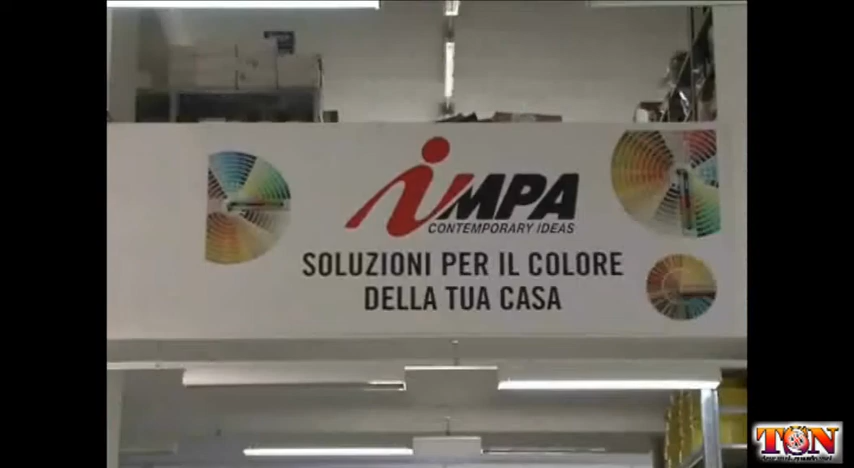 iMPA
CONTEMPORARY IDEAS
SOLUZIONI PER IL COLORE
DELLA TUA CASA
TON